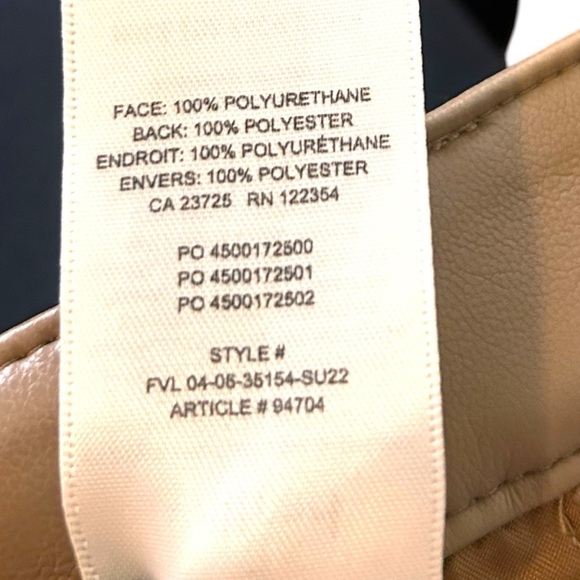 FACE: 100% POLYURETHANE
BACK: 100% POLYESTER
ENDROIT: 100% POLYURÉTHANE
ENVERS: 100% POLYESTER
CA 23725 RN 122354
PO 4500172500
PO 4500172501
PO 4500172502
STYLE #
FVL 04-06-35154-SU22
ARTICLE # 94704